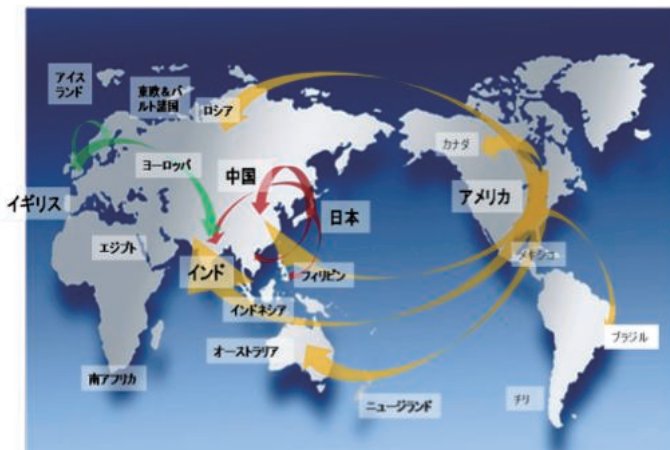 アイス
ランド
東欧&バ
ルト諸国
ロシア
カナダ
ヨーロッパ
中国
アメリカ
イギリス
日本
エジプト
インド
フィリピン
メキシコ
インドネシア
オーストラリア
ブラジル
南アフリカ
ニュージランド
チリ